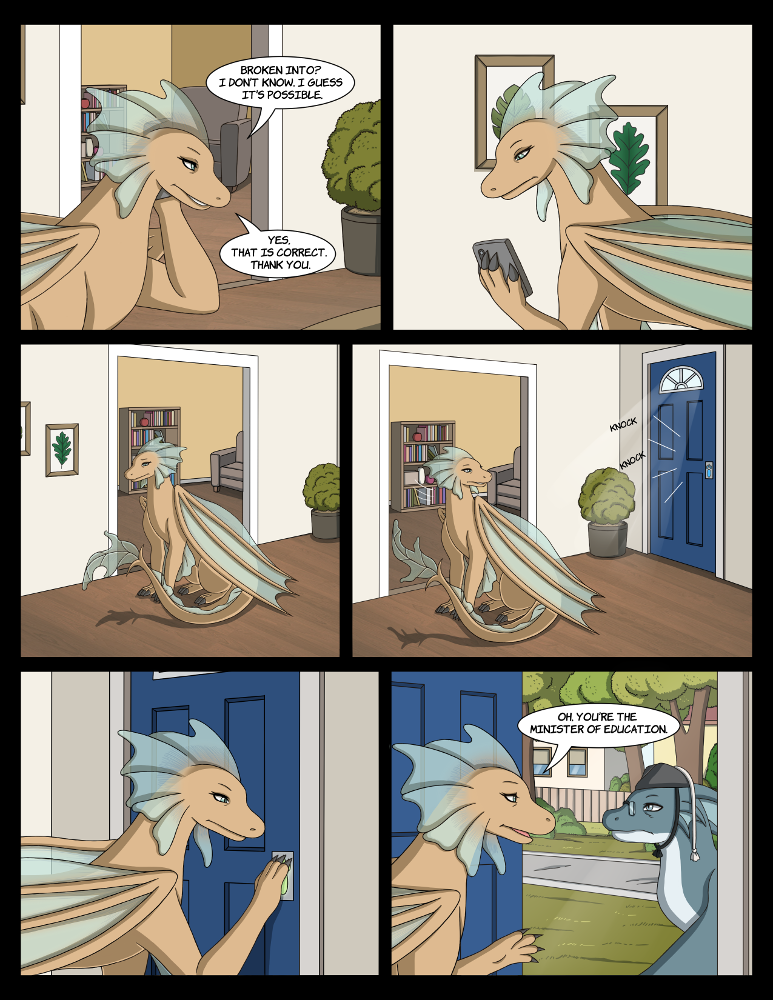 BROKEN INTO?
I DON'T KNOW. I GUESS
IT'S POSSIBLE.
YES.
THAT IS CORRECT.
THANK YOU.
KNOCK
KNOCK
OH. YOU'RE THE
MINISTER OF EDUCATION.